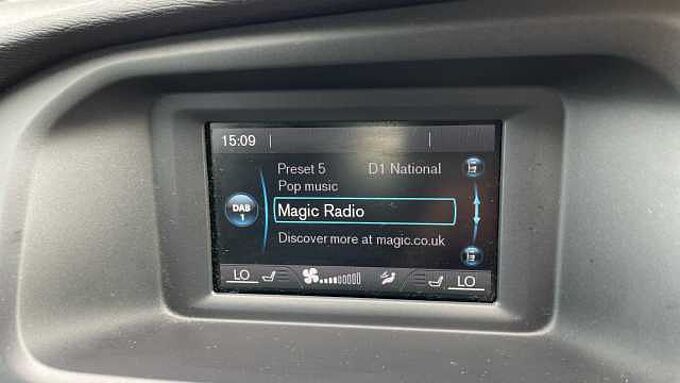 15:09
Preset 5 D1 National
Pop music
DAB
1
Magic Radio
Discover more at magic.co.uk
LO LO